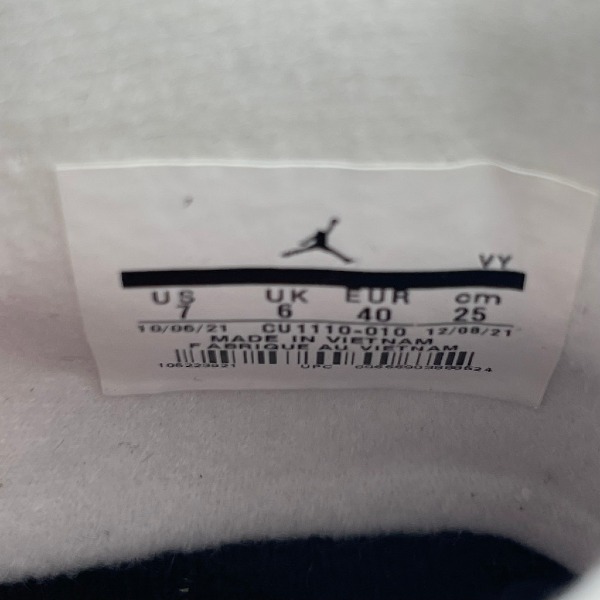 VY
US UK EUR cm
7 6 40 25
10/06/21 CU1110-010 12/08/21
MADE IN VIETNAM
FABRIQUE AU VIETNAM
105223921 UPC